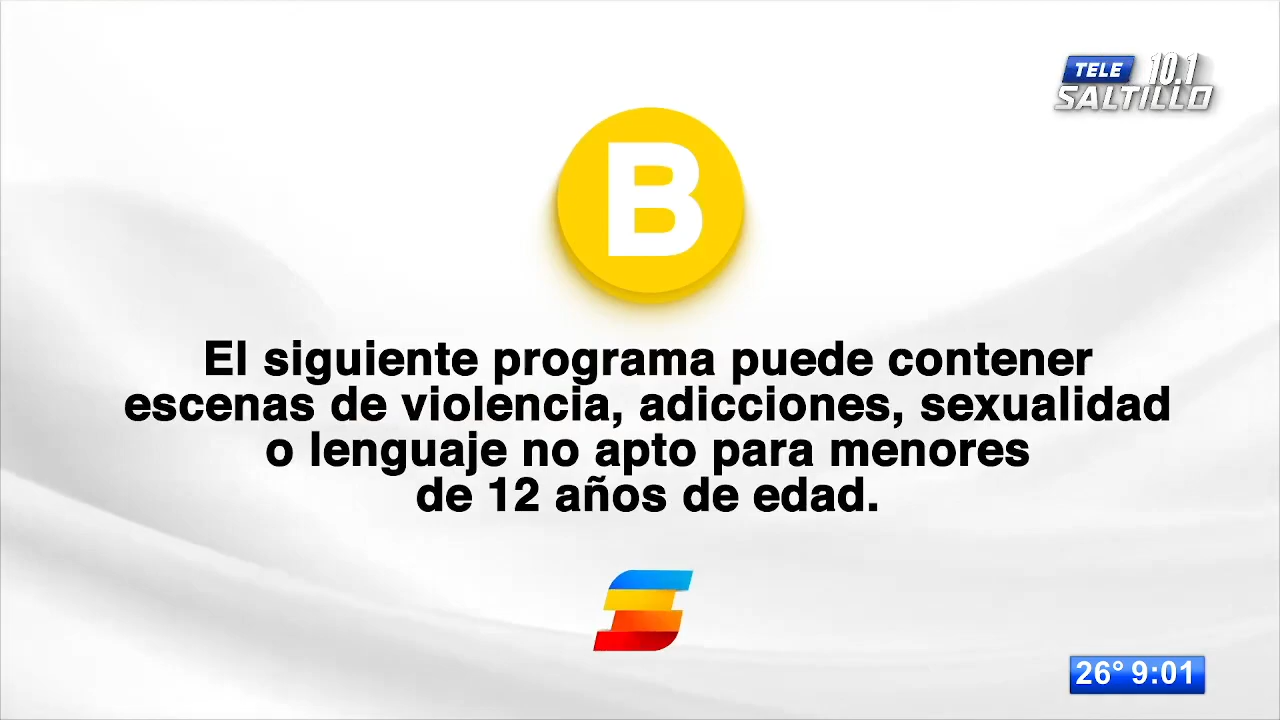 TELE 10.1
SALTILLO
B
El siguiente programa puede contener
escenas de violencia, adicciones, sexualidad
o lenguaje no apto para menores
de 12 años de edad.
26° 9:01